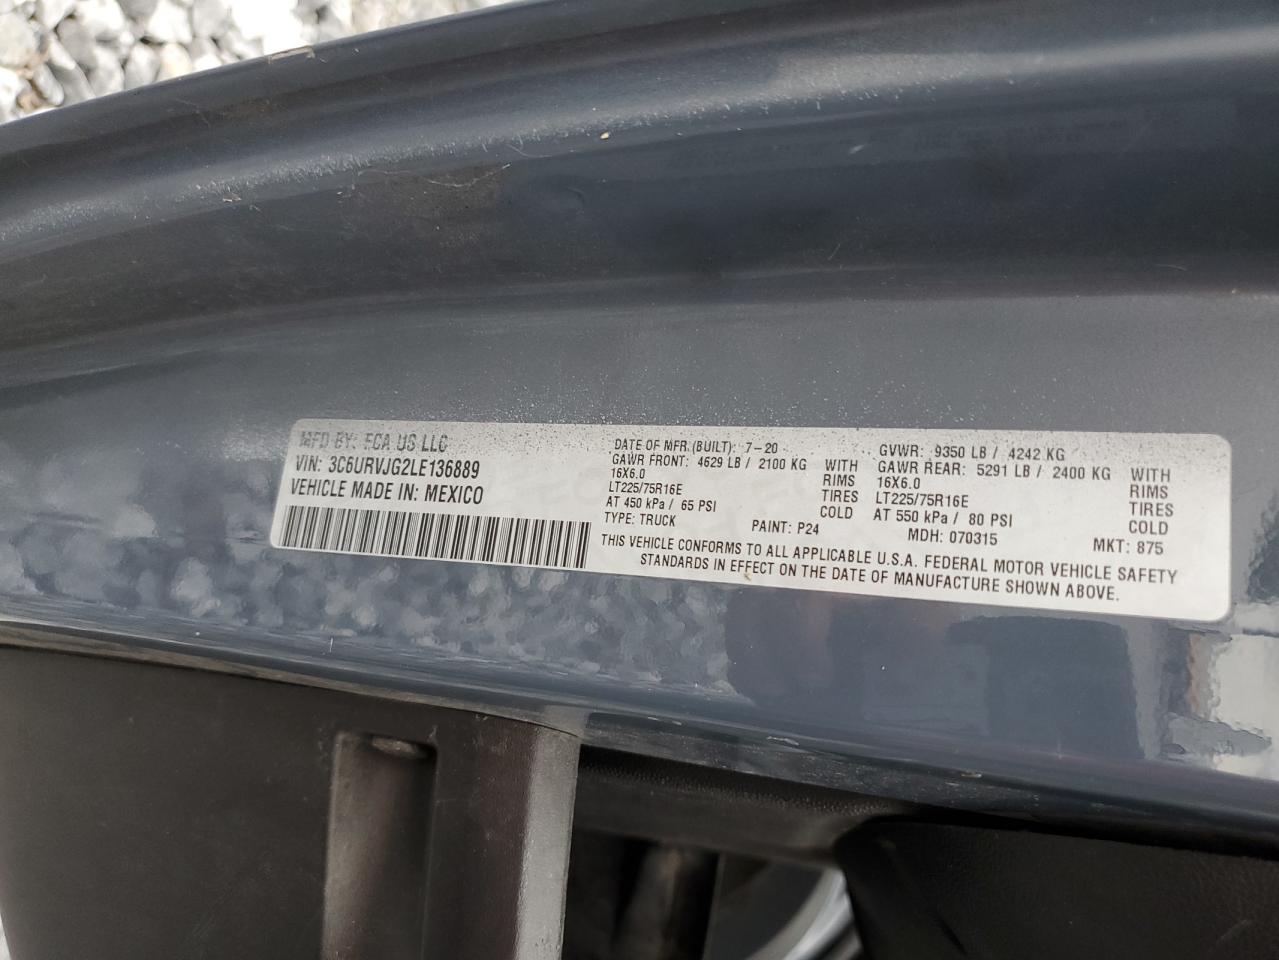 MFD BY: FCA US LLC
VIN: 3C6URVJG2LE136889
VEHICLE MADE IN: MEXICO
DATE OF MFR.(BUILT): 7-20
GAWR FRONT: 4629 LB / 2100 KG WITH
16X6.0 RIMS
LT225/75R16E TIRES
AT 450 kPa / 65 PSI COLD
TYPE: TRUCK PAINT: P24
GVWR: 9350 LB / 4242 KG
GAWR REAR: 5291 LB / 2400 KG WITH
16X6.0 RIMS
LT225/75R16E TIRES
AT 550 kPa / 80 PSI COLD
MDH: 070315 MKT: 875
THIS VEHICLE CONFORMS TO ALL APPLICABLE U.S.A. FEDERAL MOTOR VEHICLE SAFETY
STANDARDS IN EFFECT ON THE DATE OF MANUFACTURE SHOWN ABOVE.